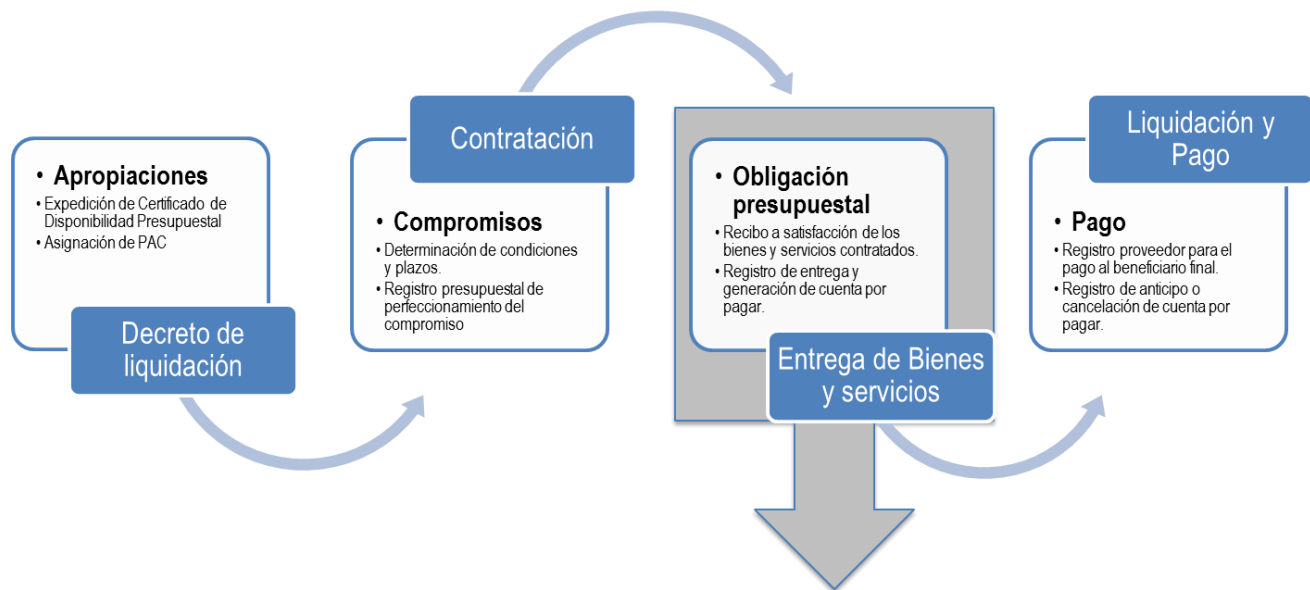 • Apropiaciones
• Expedición de Certificado de
Disponibilidad Presupuestal
• Asignación de PAC
Decreto de
liquidación
Contratación
• Compromisos
• Determinación de condiciones
y plazos.
• Registro presupuestal de
perfeccionamiento del
compromiso
• Obligación
presupuestal
• Recibo a satisfacción de los
bienes y servicios contratados.
• Registro de entrega y
generación de cuenta por
pagar.
Entrega de Bienes
y servicios
Liquidación y
Pago
• Pago
• Registro proveedor para el
pago al beneficiario final.
• Registro de anticipo o
cancelación de cuenta por
pagar.